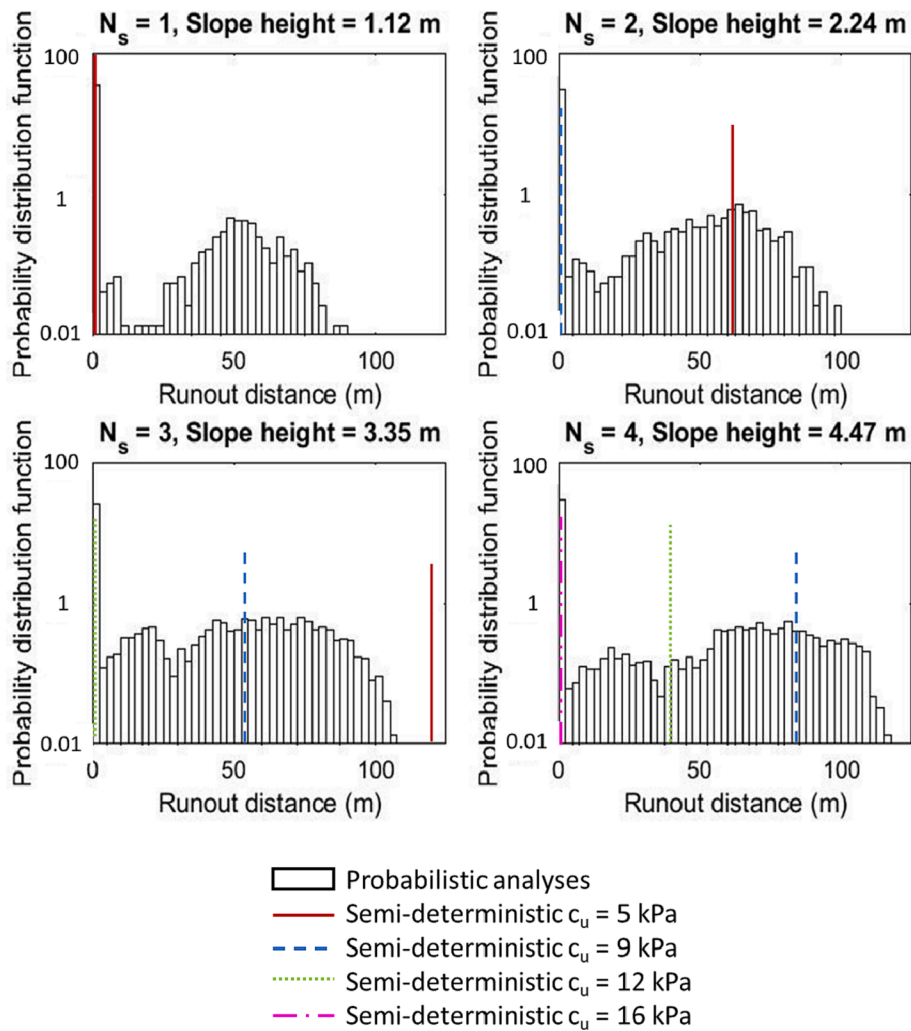 N_s = 1, Slope height = 1.12 m
Probability distribution function
100
1
0.01
0 50 100
Runout distance (m)
N_s = 2, Slope height = 2.24 m
Probability distribution function
100
1
0.01
0 50 100
Runout distance (m)
N_s = 3, Slope height = 3.35 m
Probability distribution function
100
1
0.01
0 50 100
Runout distance (m)
N_s = 4, Slope height = 4.47 m
Probability distribution function
100
1
0.01
0 50 100
Runout distance (m)
Probabilistic analyses
Semi-deterministic c_u = 5 kPa
Semi-deterministic c_u = 9 kPa
Semi-deterministic c_u = 12 kPa
Semi-deterministic c_u = 16 kPa